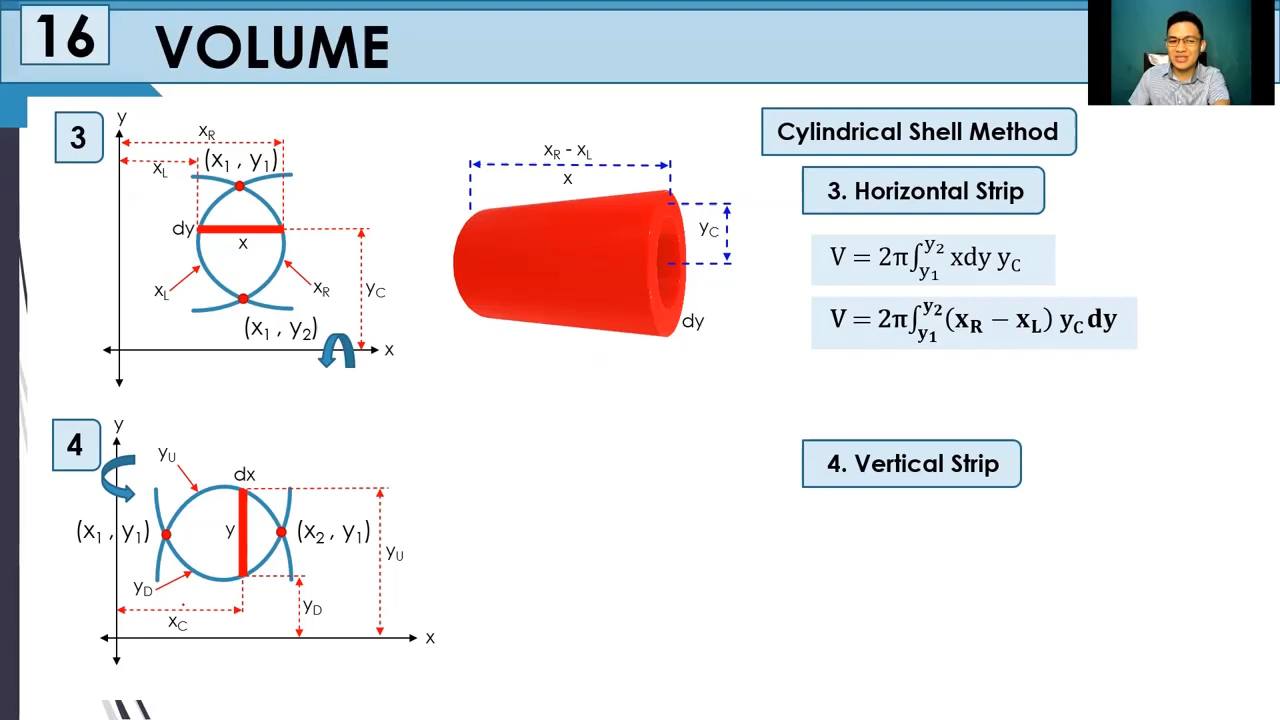 16
VOLUME
3
y
x_R
x_L
(x₁ , y₁)
dy
x
x_L
x_R
y_C
(x₁ , y₂)
x
x_R - x_L
x
y_C
dy
Cylindrical Shell Method
3. Horizontal Strip
V = 2π∫_{y₁}^{y₂} xdy y_C
V = 2π∫_{y₁}^{y₂}(x_R − x_L) y_C dy
4
y
y_U
dx
(x₁ , y₁)
y
(x₂ , y₁)
y_U
y_D
y_D
x_C
x
4. Vertical Strip